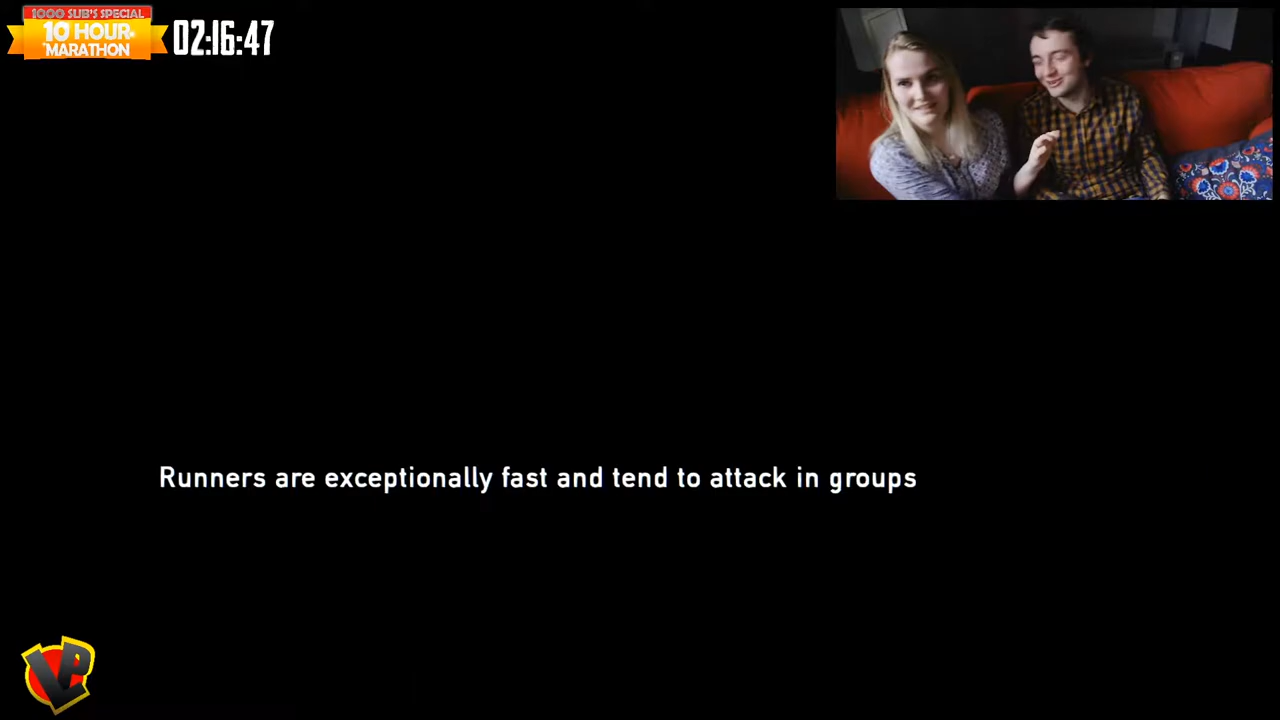 1000 SUB'S SPECIAL
10 HOUR
MARATHON
02:16:47
Runners are exceptionally fast and tend to attack in groups
LP